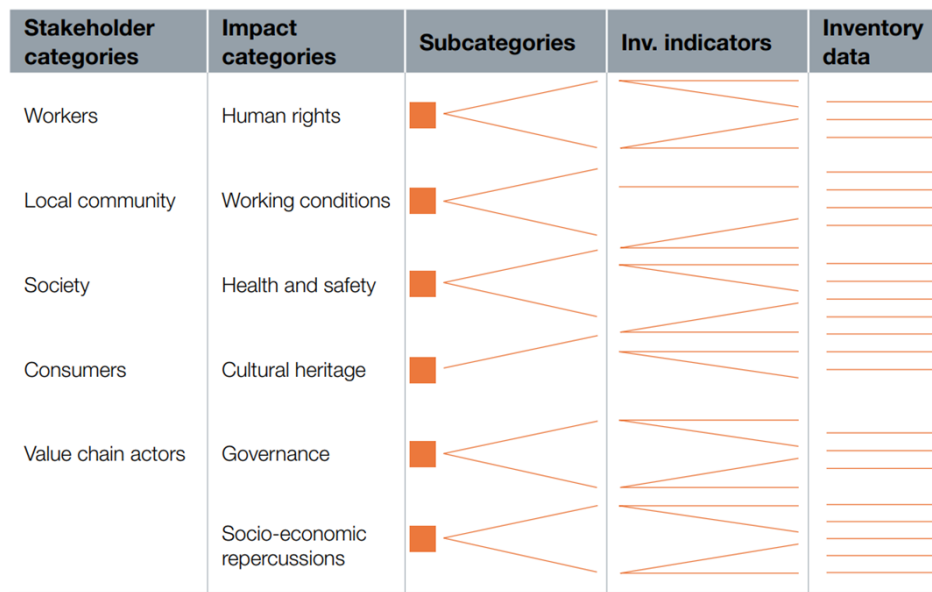 Stakeholder categories
Impact categories
Subcategories
Inv. indicators
Inventory data
Workers
Human rights
Local community
Working conditions
Society
Health and safety
Consumers
Cultural heritage
Value chain actors
Governance
Socio-economic
repercussions